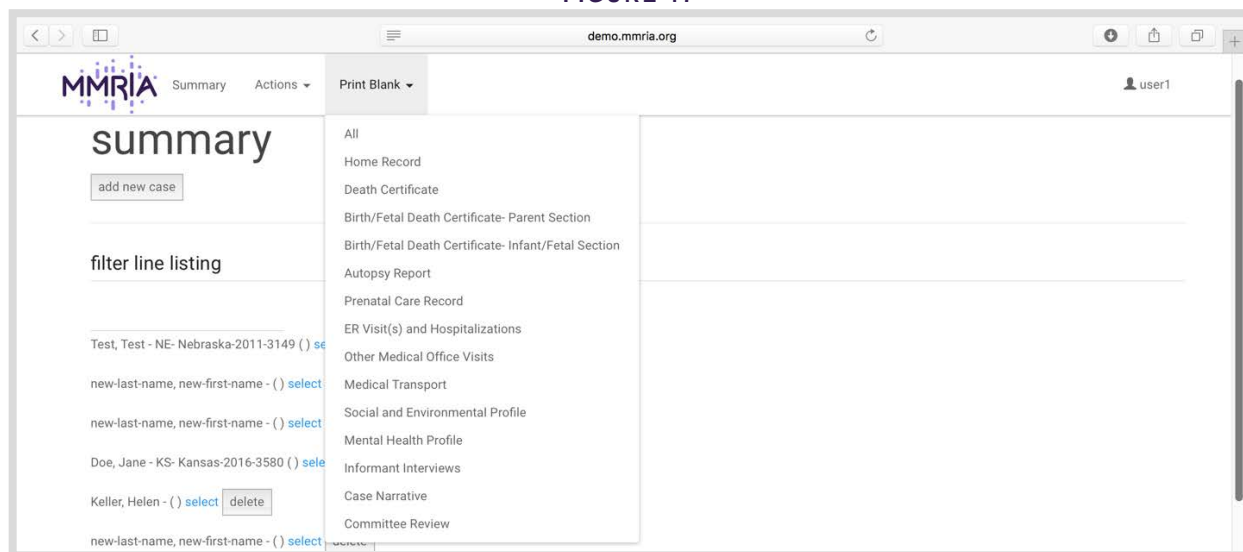 demo.mmria.org
MMRIA Summary Actions Print Blank user1
summary
add new case
filter line listing
Test, Test - NE- Nebraska-2011-3149 ( )
new-last-name, new-first-name - ( ) select
new-last-name, new-first-name - ( ) select
Doe, Jane - KS- Kansas-2016-3580 ( )
Keller, Helen - ( ) select delete
new-last-name, new-first-name - ( ) select
All
Home Record
Death Certificate
Birth/Fetal Death Certificate- Parent Section
Birth/Fetal Death Certificate- Infant/Fetal Section
Autopsy Report
Prenatal Care Record
ER Visit(s) and Hospitalizations
Other Medical Office Visits
Medical Transport
Social and Environmental Profile
Mental Health Profile
Informant Interviews
Case Narrative
Committee Review